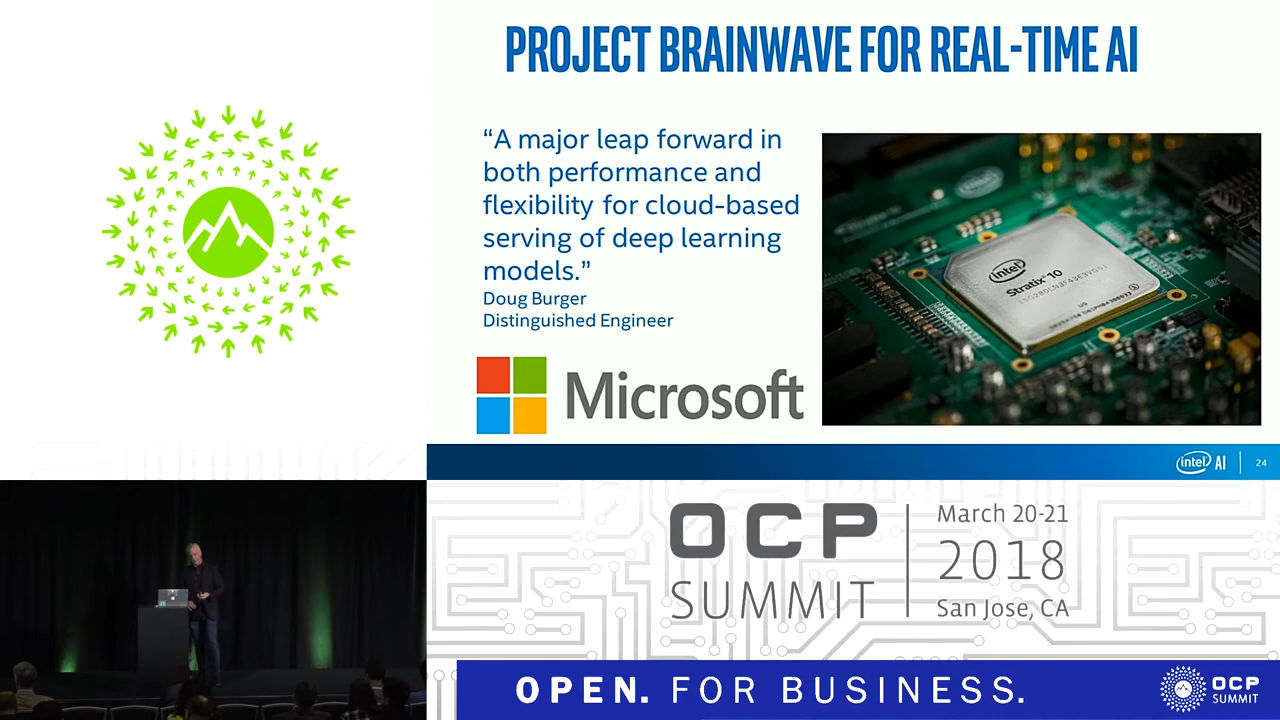 PROJECT BRAINWAVE FOR REAL-TIME AI
“A major leap forward in
both performance and
flexibility for cloud-based
serving of deep learning
models.”
Doug Burger
Distinguished Engineer
Microsoft
intel
Stratix® 10
intel AI
24
OCP
SUMMIT
March 20-21
2018
San Jose, CA
OPEN. FOR BUSINESS.
OCP
SUMMIT